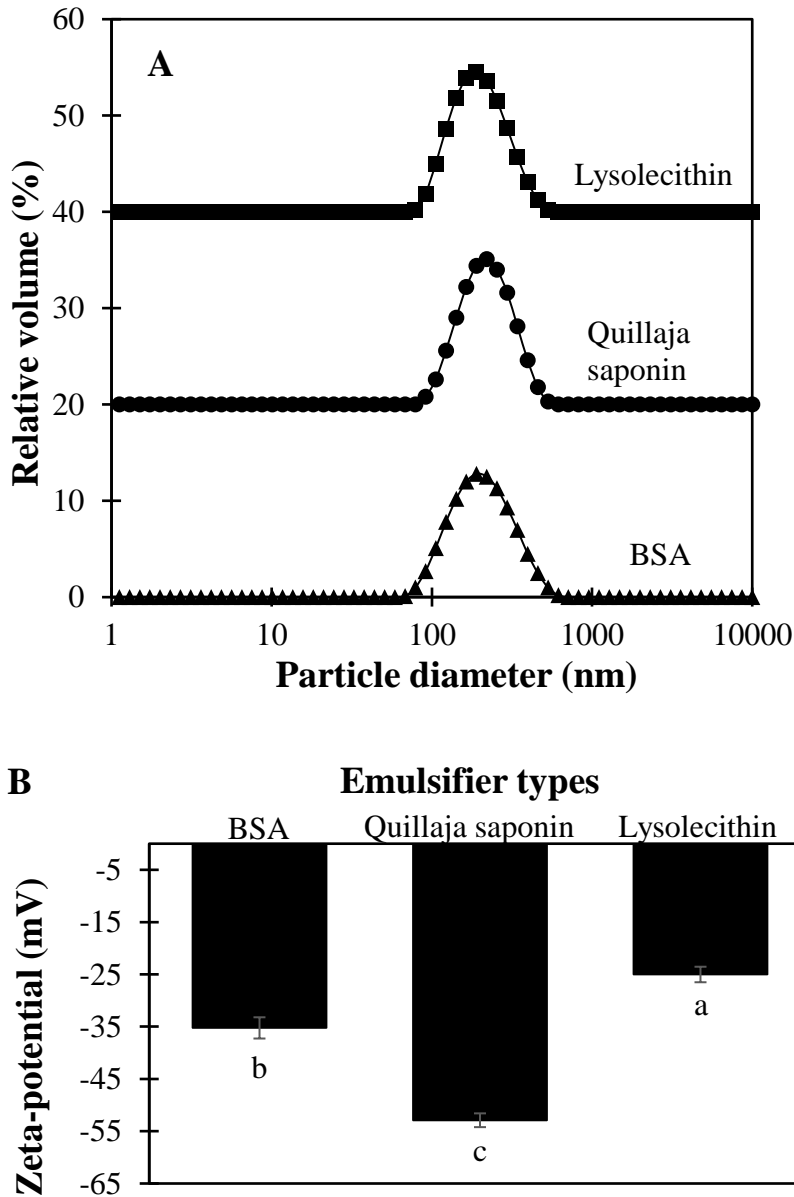 A
60
50
40
30
20
10
0
Relative volume (%)
Lysolecithin
Quillaja
saponin
BSA
1 10 100 1000 10000
Particle diameter (nm)
B
Emulsifier types
BSA Quillaja saponin Lysolecithin
-5
-15
-25
-35
-45
-55
-65
Zeta-potential (mV)
b
c
a